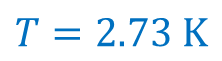 T = 2.73 K